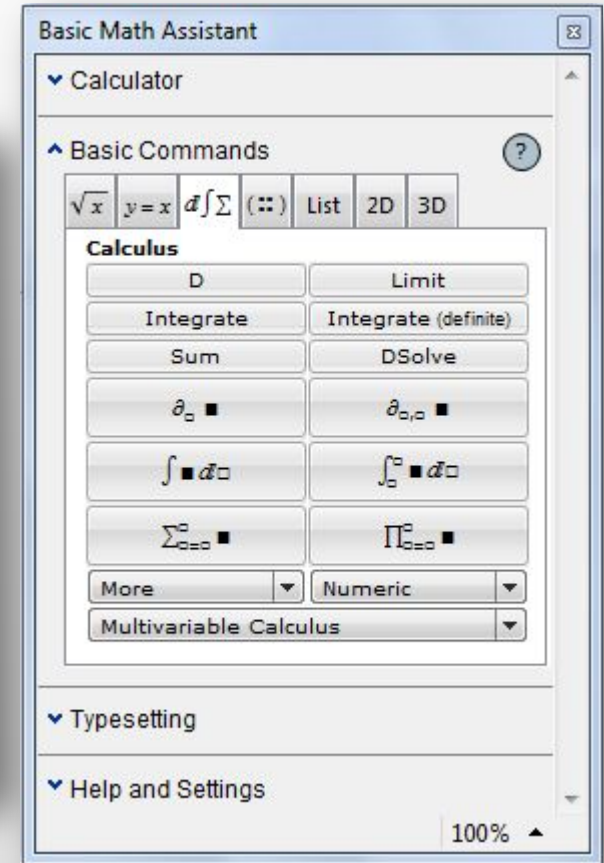 Basic Math Assistant
Calculator
Basic Commands ?
√x y=x ⅆ∫Σ (∷) List 2D 3D
Calculus
D Limit
Integrate Integrate (definite)
Sum DSolve
∂□ ■ ∂□,□ ■
∫■ⅆ□ ∫□□■ⅆ□
∑□□=□ ■ ∏□□=□ ■
More Numeric
Multivariable Calculus
Typesetting
Help and Settings
100%